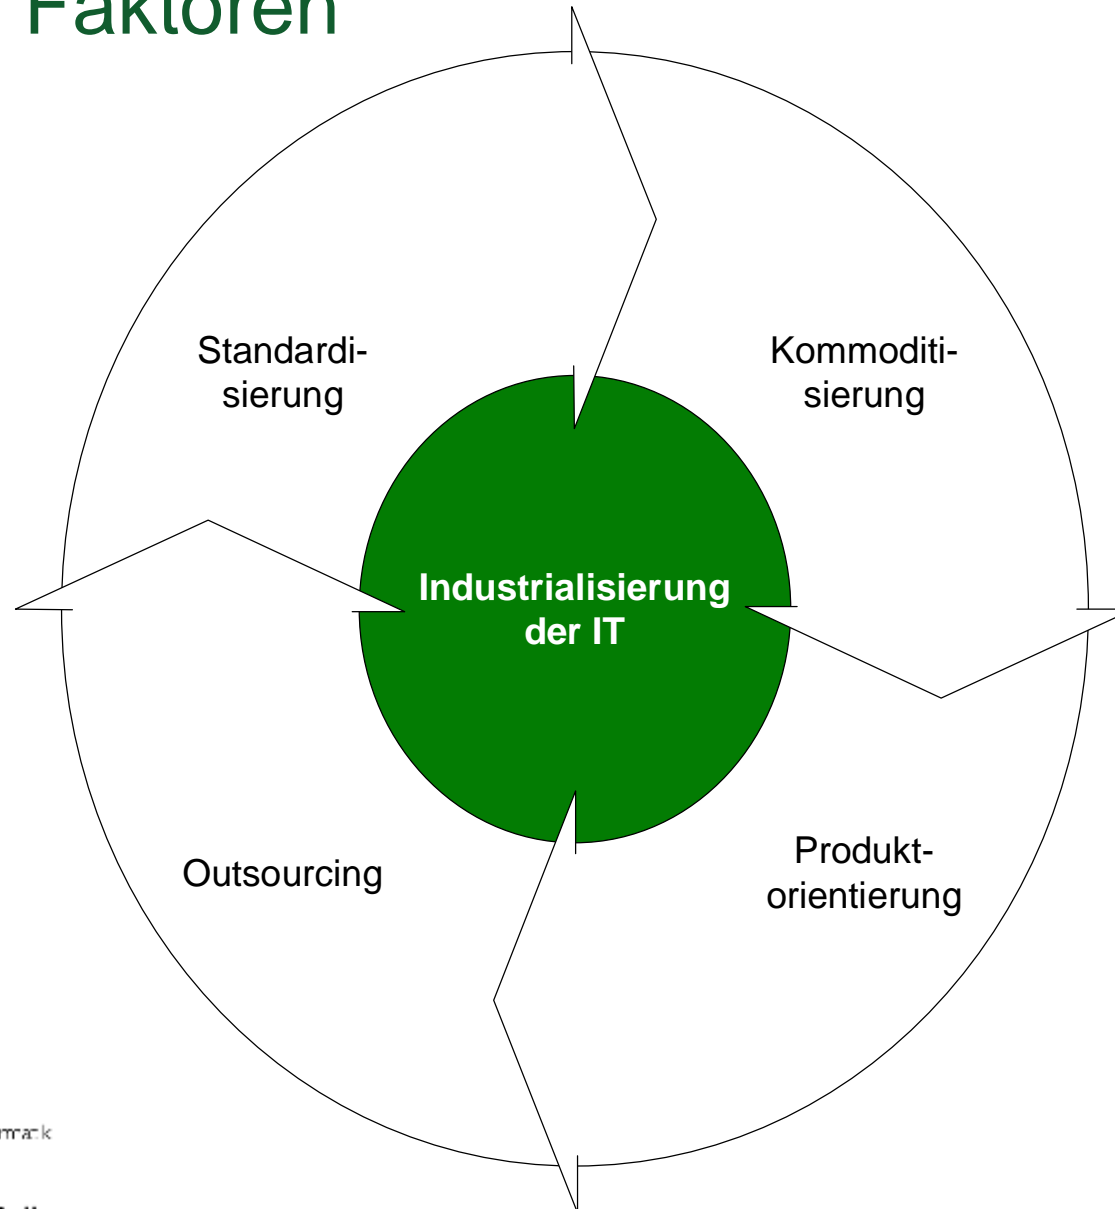 Faktoren
Standardi-
sierung
Kommoditi-
sierung
Industrialisierung
der IT
Outsourcing
Produkt-
orientierung